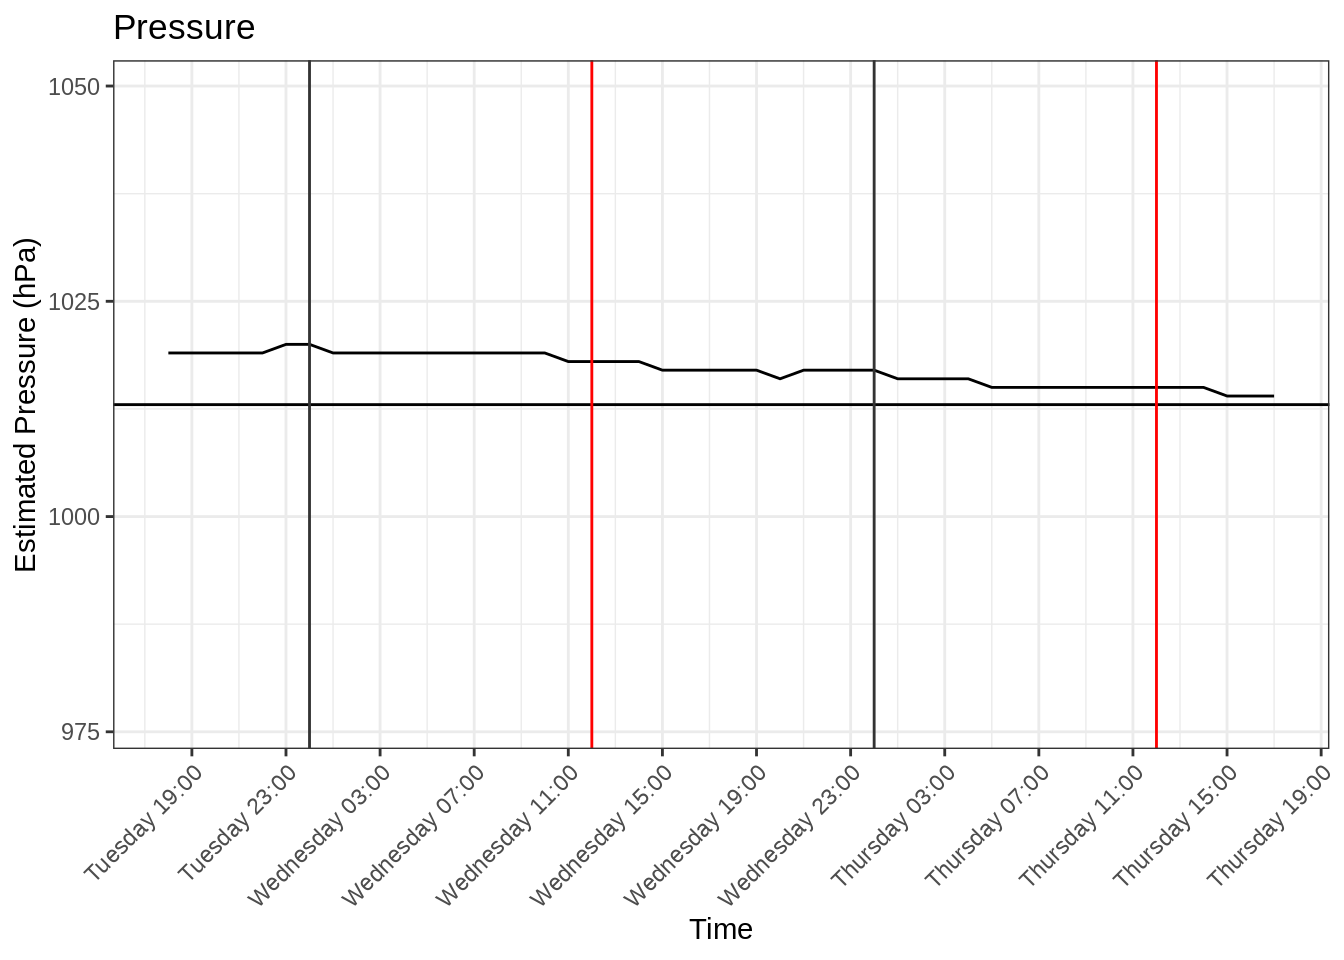 Pressure
Estimated Pressure (hPa)
1050
1025
1000
975
Tuesday 19:00
Tuesday 23:00
Wednesday 03:00
Wednesday 07:00
Wednesday 11:00
Wednesday 15:00
Wednesday 19:00
Wednesday 23:00
Thursday 03:00
Thursday 07:00
Thursday 11:00
Thursday 15:00
Thursday 19:00
Time